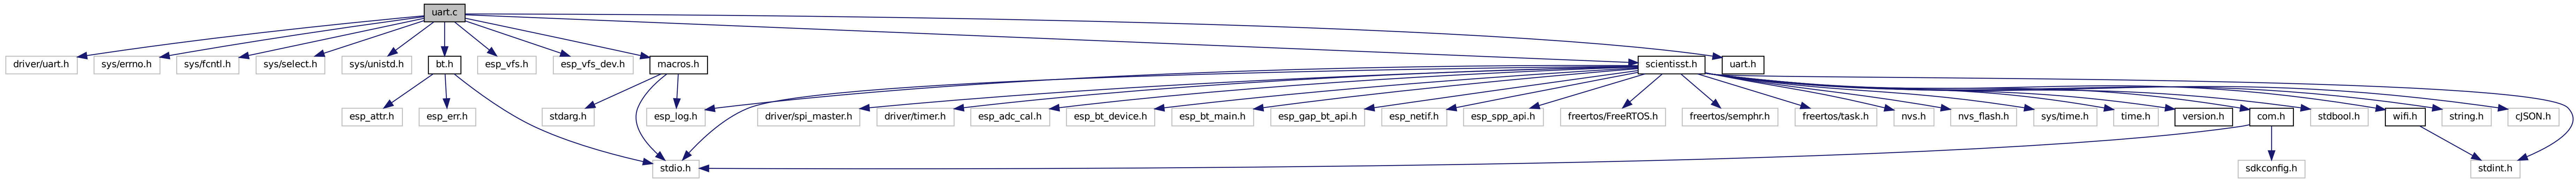 uart.c
driver/uart.h
sys/errno.h
sys/fcntl.h
sys/select.h
sys/unistd.h
bt.h
esp_vfs.h
esp_vfs_dev.h
macros.h
scientisst.h
uart.h
esp_attr.h
esp_err.h
stdarg.h
esp_log.h
driver/spi_master.h
driver/timer.h
esp_adc_cal.h
esp_bt_device.h
esp_bt_main.h
esp_gap_bt_api.h
esp_netif.h
esp_spp_api.h
freertos/FreeRTOS.h
freertos/semphr.h
freertos/task.h
nvs.h
nvs_flash.h
sys/time.h
time.h
version.h
com.h
stdbool.h
wifi.h
string.h
cJSON.h
stdio.h
sdkconfig.h
stdint.h